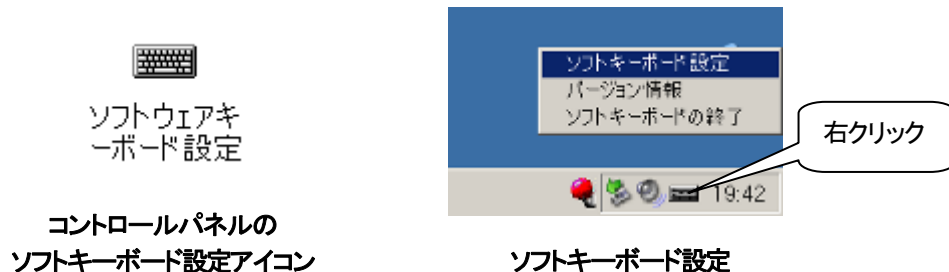 ソフトウェアキ
ーボード設定
コントロールパネルの
ソフトキーボード設定アイコン
ソフトキーボード設定
バージョン情報
ソフトキーボードの終了
右クリック
19:42
ソフトキーボード設定